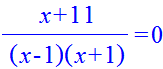 x+11
(x-1)(x+1) =0